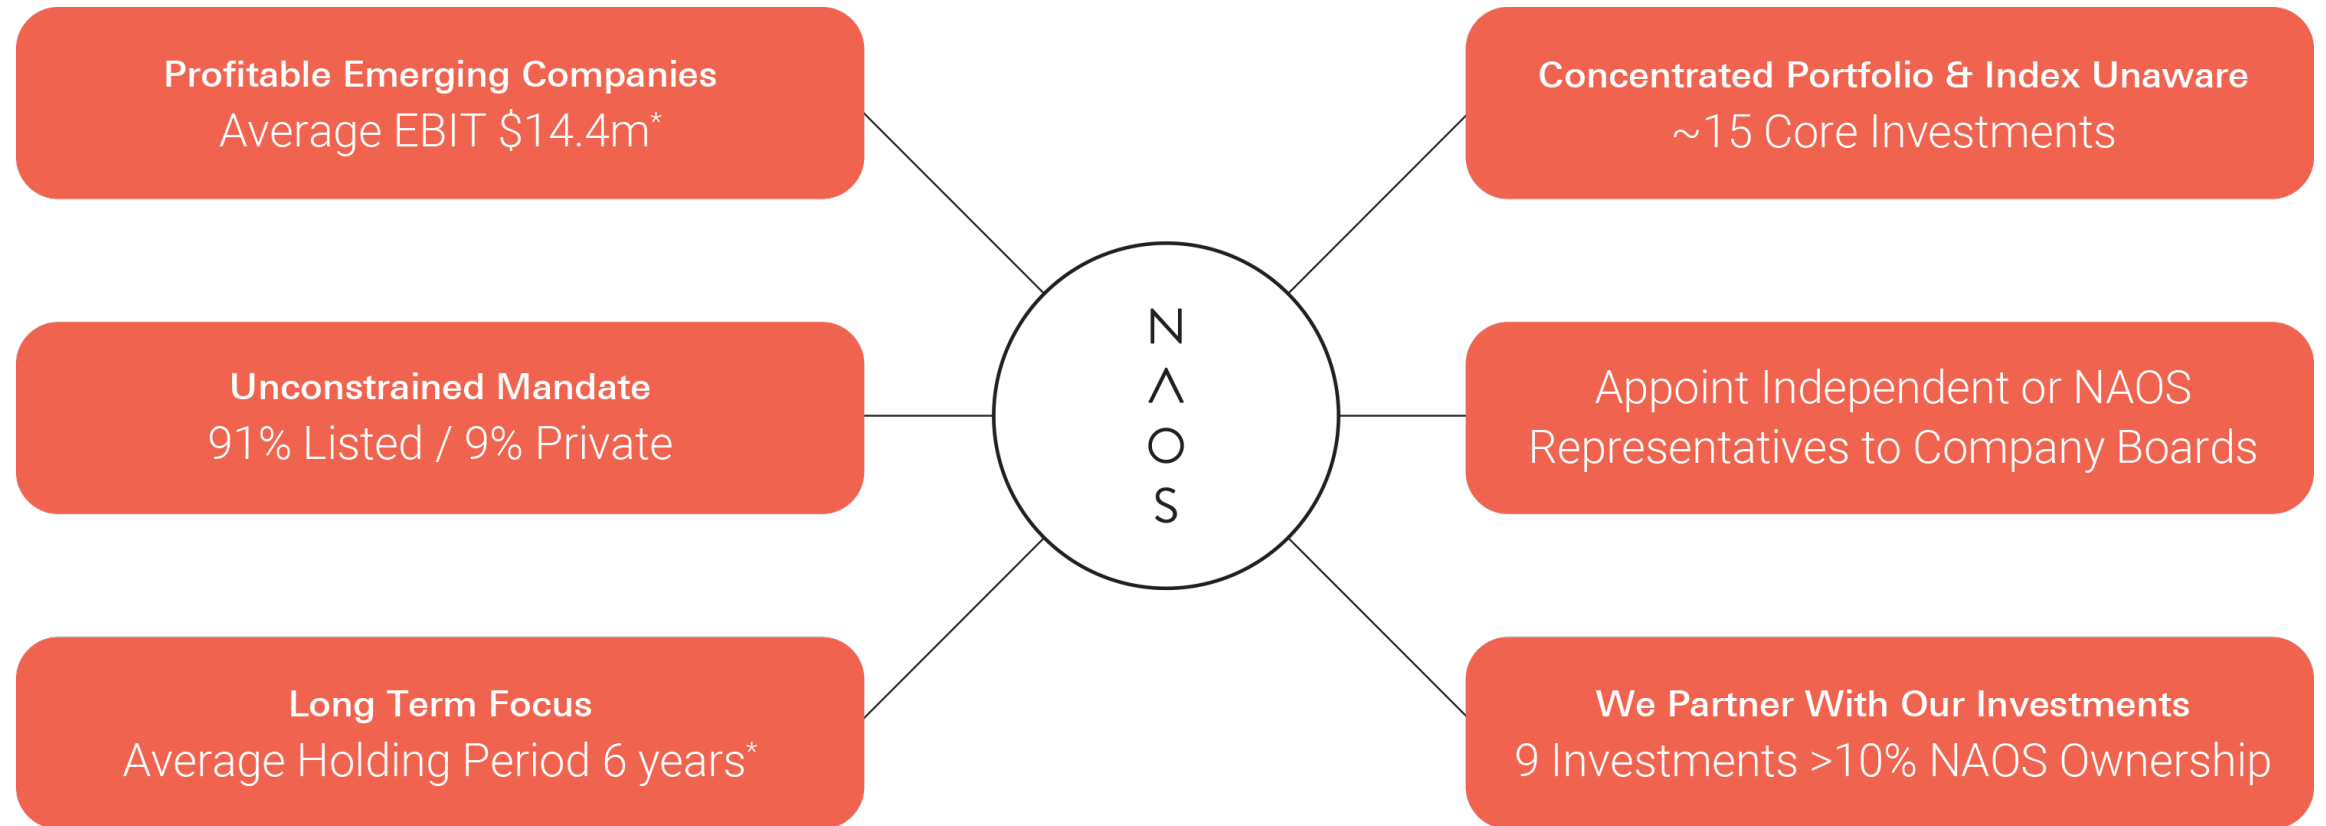 Profitable Emerging Companies
Average EBIT $14.4m*
Concentrated Portfolio & Index Unaware
~15 Core Investments
N
Λ
O
S
Unconstrained Mandate
91% Listed / 9% Private
Appoint Independent or NAOS
Representatives to Company Boards
Long Term Focus
Average Holding Period 6 years*
We Partner With Our Investments
9 Investments >10% NAOS Ownership